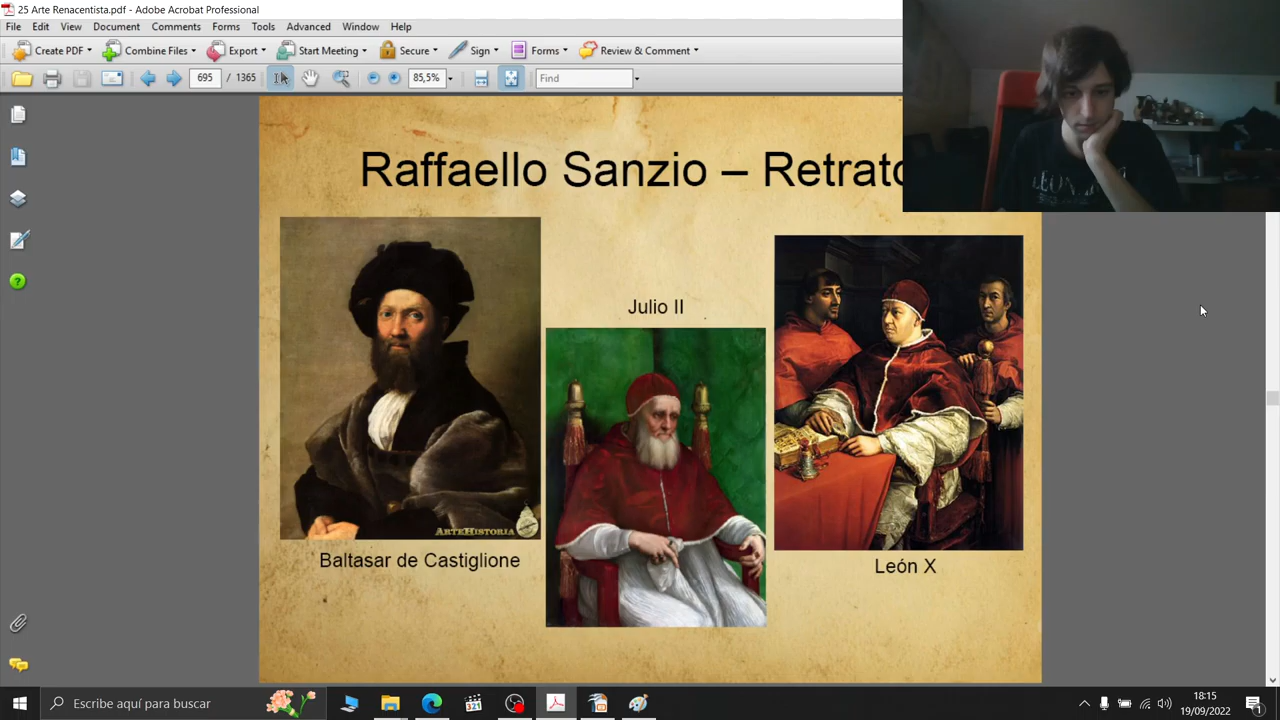 25 Arte Renacentista.pdf - Adobe Acrobat Professional
File Edit View Document Comments Forms Tools Advanced Window Help
Create PDF Combine Files Export Start Meeting Secure Sign Forms Review & Comment
695 / 1365 85,5% Find
Raffaello Sanzio – Retrato
Julio II
ARTEHISTORIA
Baltasar de Castiglione
León X
Escribe aquí para buscar
321
18:15
19/09/2022
1